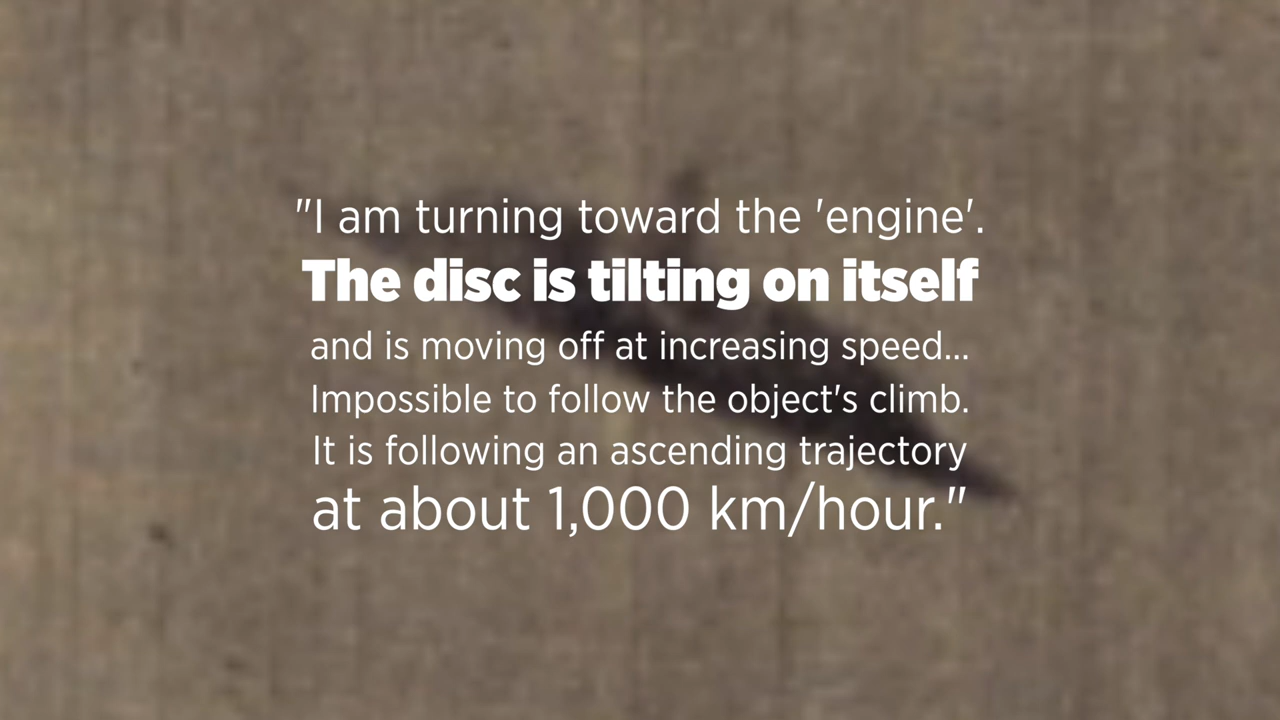 "I am turning toward the 'engine'.
The disc is tilting on itself
and is moving off at increasing speed...
Impossible to follow the object's climb.
It is following an ascending trajectory
at about 1,000 km/hour."